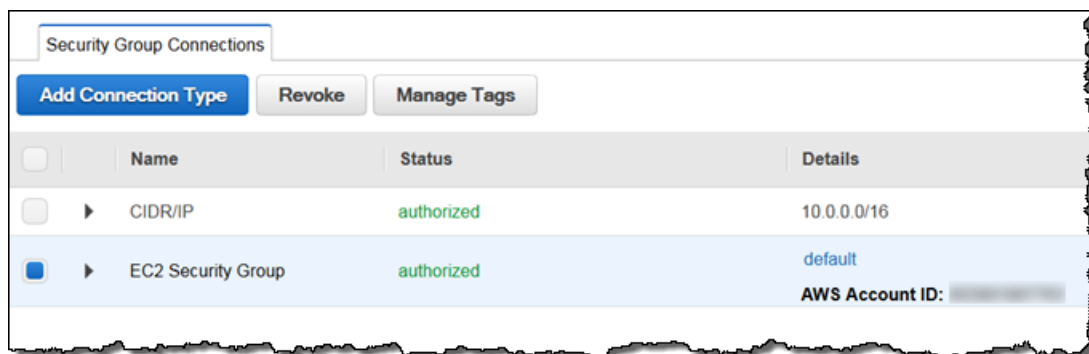 Security Group Connections
Add Connection Type Revoke Manage Tags
Name Status Details
CIDR/IP authorized 10.0.0.0/16
EC2 Security Group authorized default
AWS Account ID: